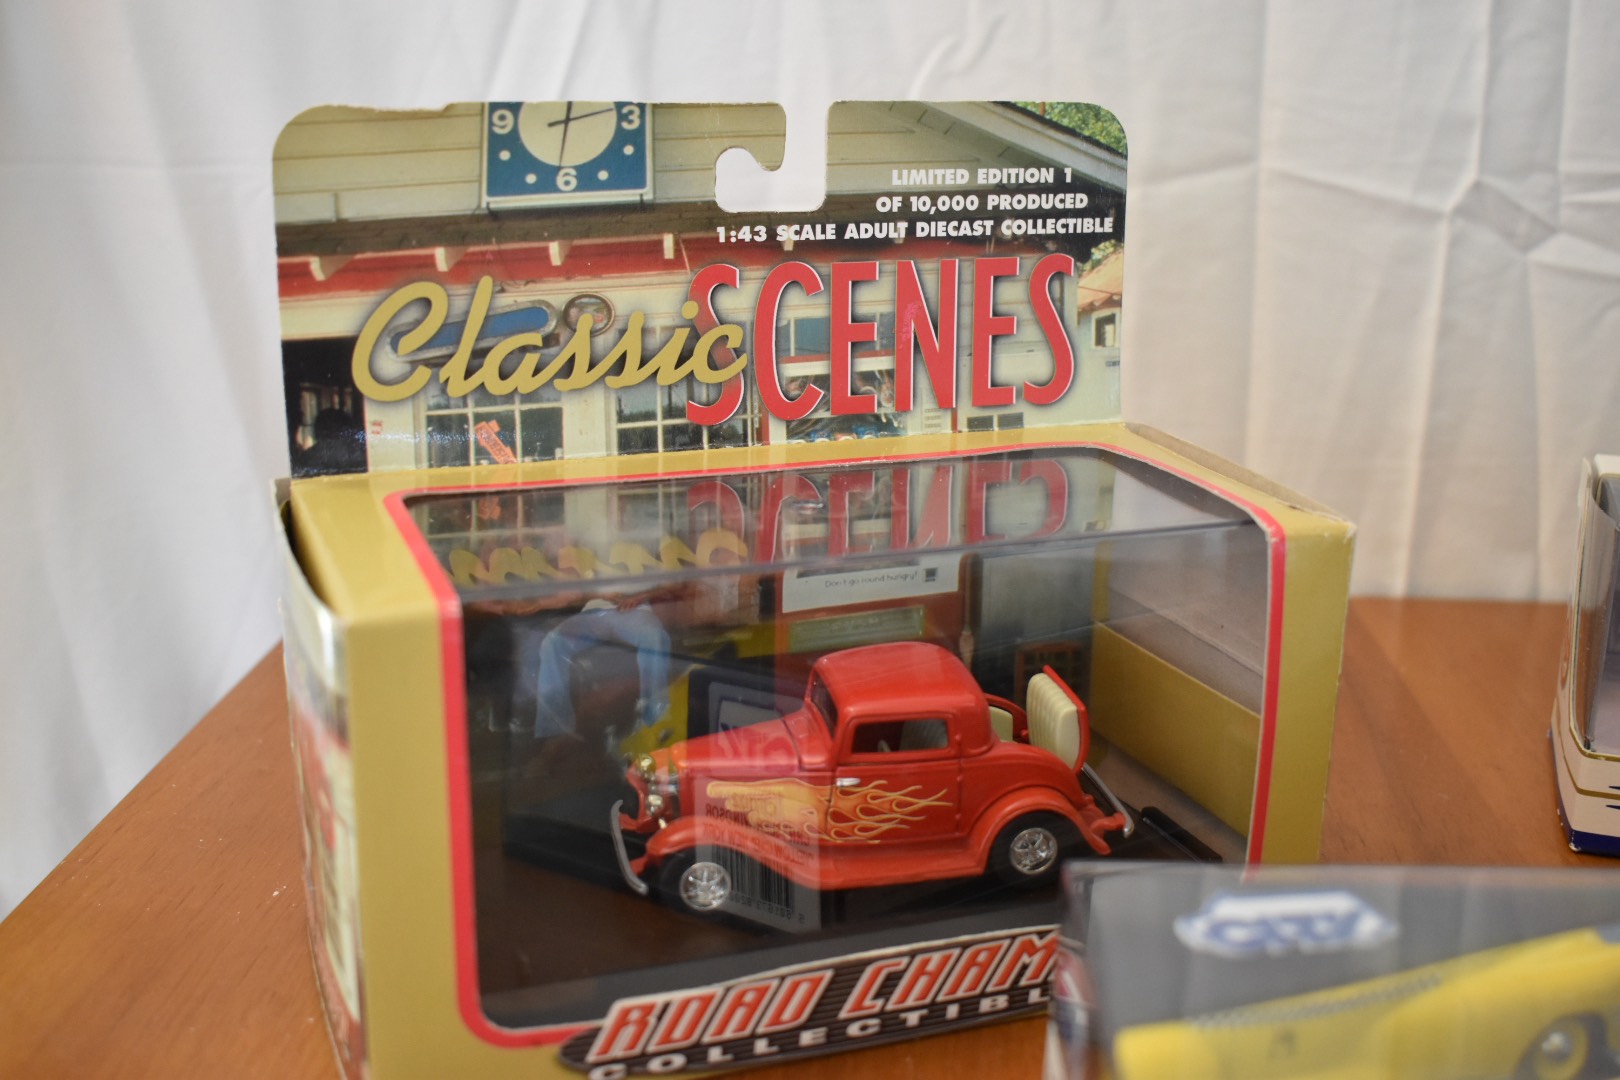 9 3
6
LIMITED EDITION 1
OF 10,000 PRODUCED
1:43 SCALE ADULT DIECAST COLLECTIBLE
Classic SCENES
Don't go round hungry!
ROAD CHAM
COLLECTIBL